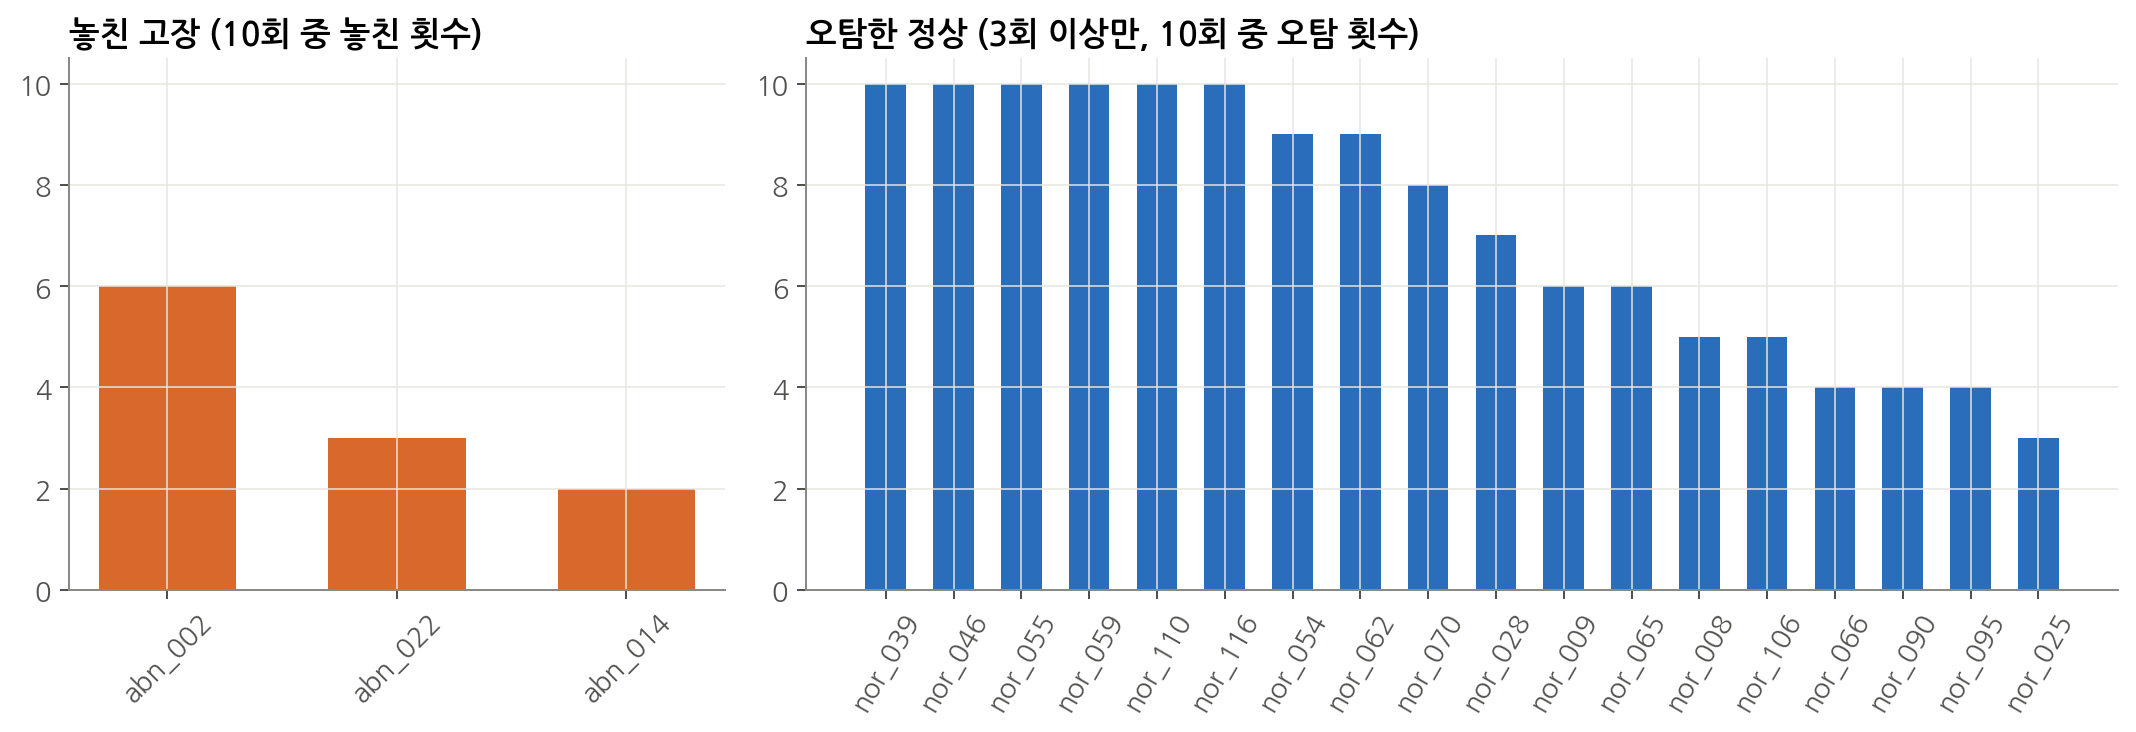 놓친 고장 (10회 중 놓친 횟수)
10
8
6
4
2
0
abn_002
abn_022
abn_014
오탐한 정상 (3회 이상만, 10회 중 오탐 횟수)
10
8
6
4
2
0
nor_039
nor_046
nor_055
nor_059
nor_110
nor_116
nor_054
nor_062
nor_070
nor_028
nor_009
nor_065
nor_008
nor_106
nor_066
nor_090
nor_095
nor_025